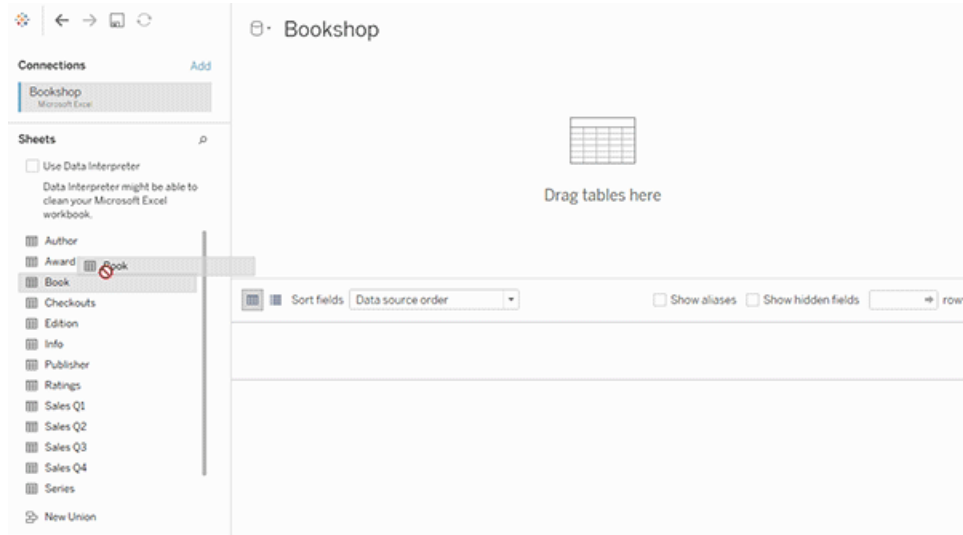 Bookshop
Connections
Add
Bookshop
Microsoft Excel
Sheets
Use Data Interpreter
Data Interpreter might be able to
clean your Microsoft Excel
workbook.
Author
Award
Book
Book
Checkouts
Edition
Info
Publisher
Ratings
Sales Q1
Sales Q2
Sales Q3
Sales Q4
Series
New Union
Drag tables here
Sort fields
Data source order
Show aliases
Show hidden fields
row